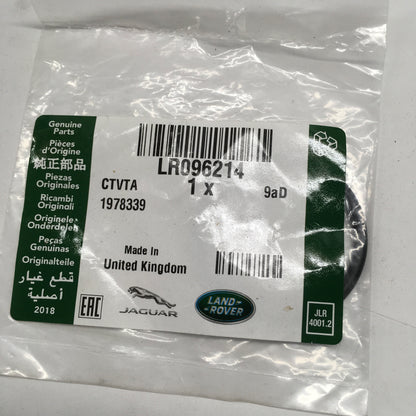 Genuine
Parts
Pièces
d'Origine
純正部品
Piezas
Originales
Ricambi
Originali
Originele
Onderdelen
Peças
Genuinas
Originalteile
قطع غيار
أصلية
2018
LR096214
1 X
9aD
CTVTA
1978339
Made In
United Kingdom
EAC
JAGUAR
LAND-
ROVER
JLR
4001.2